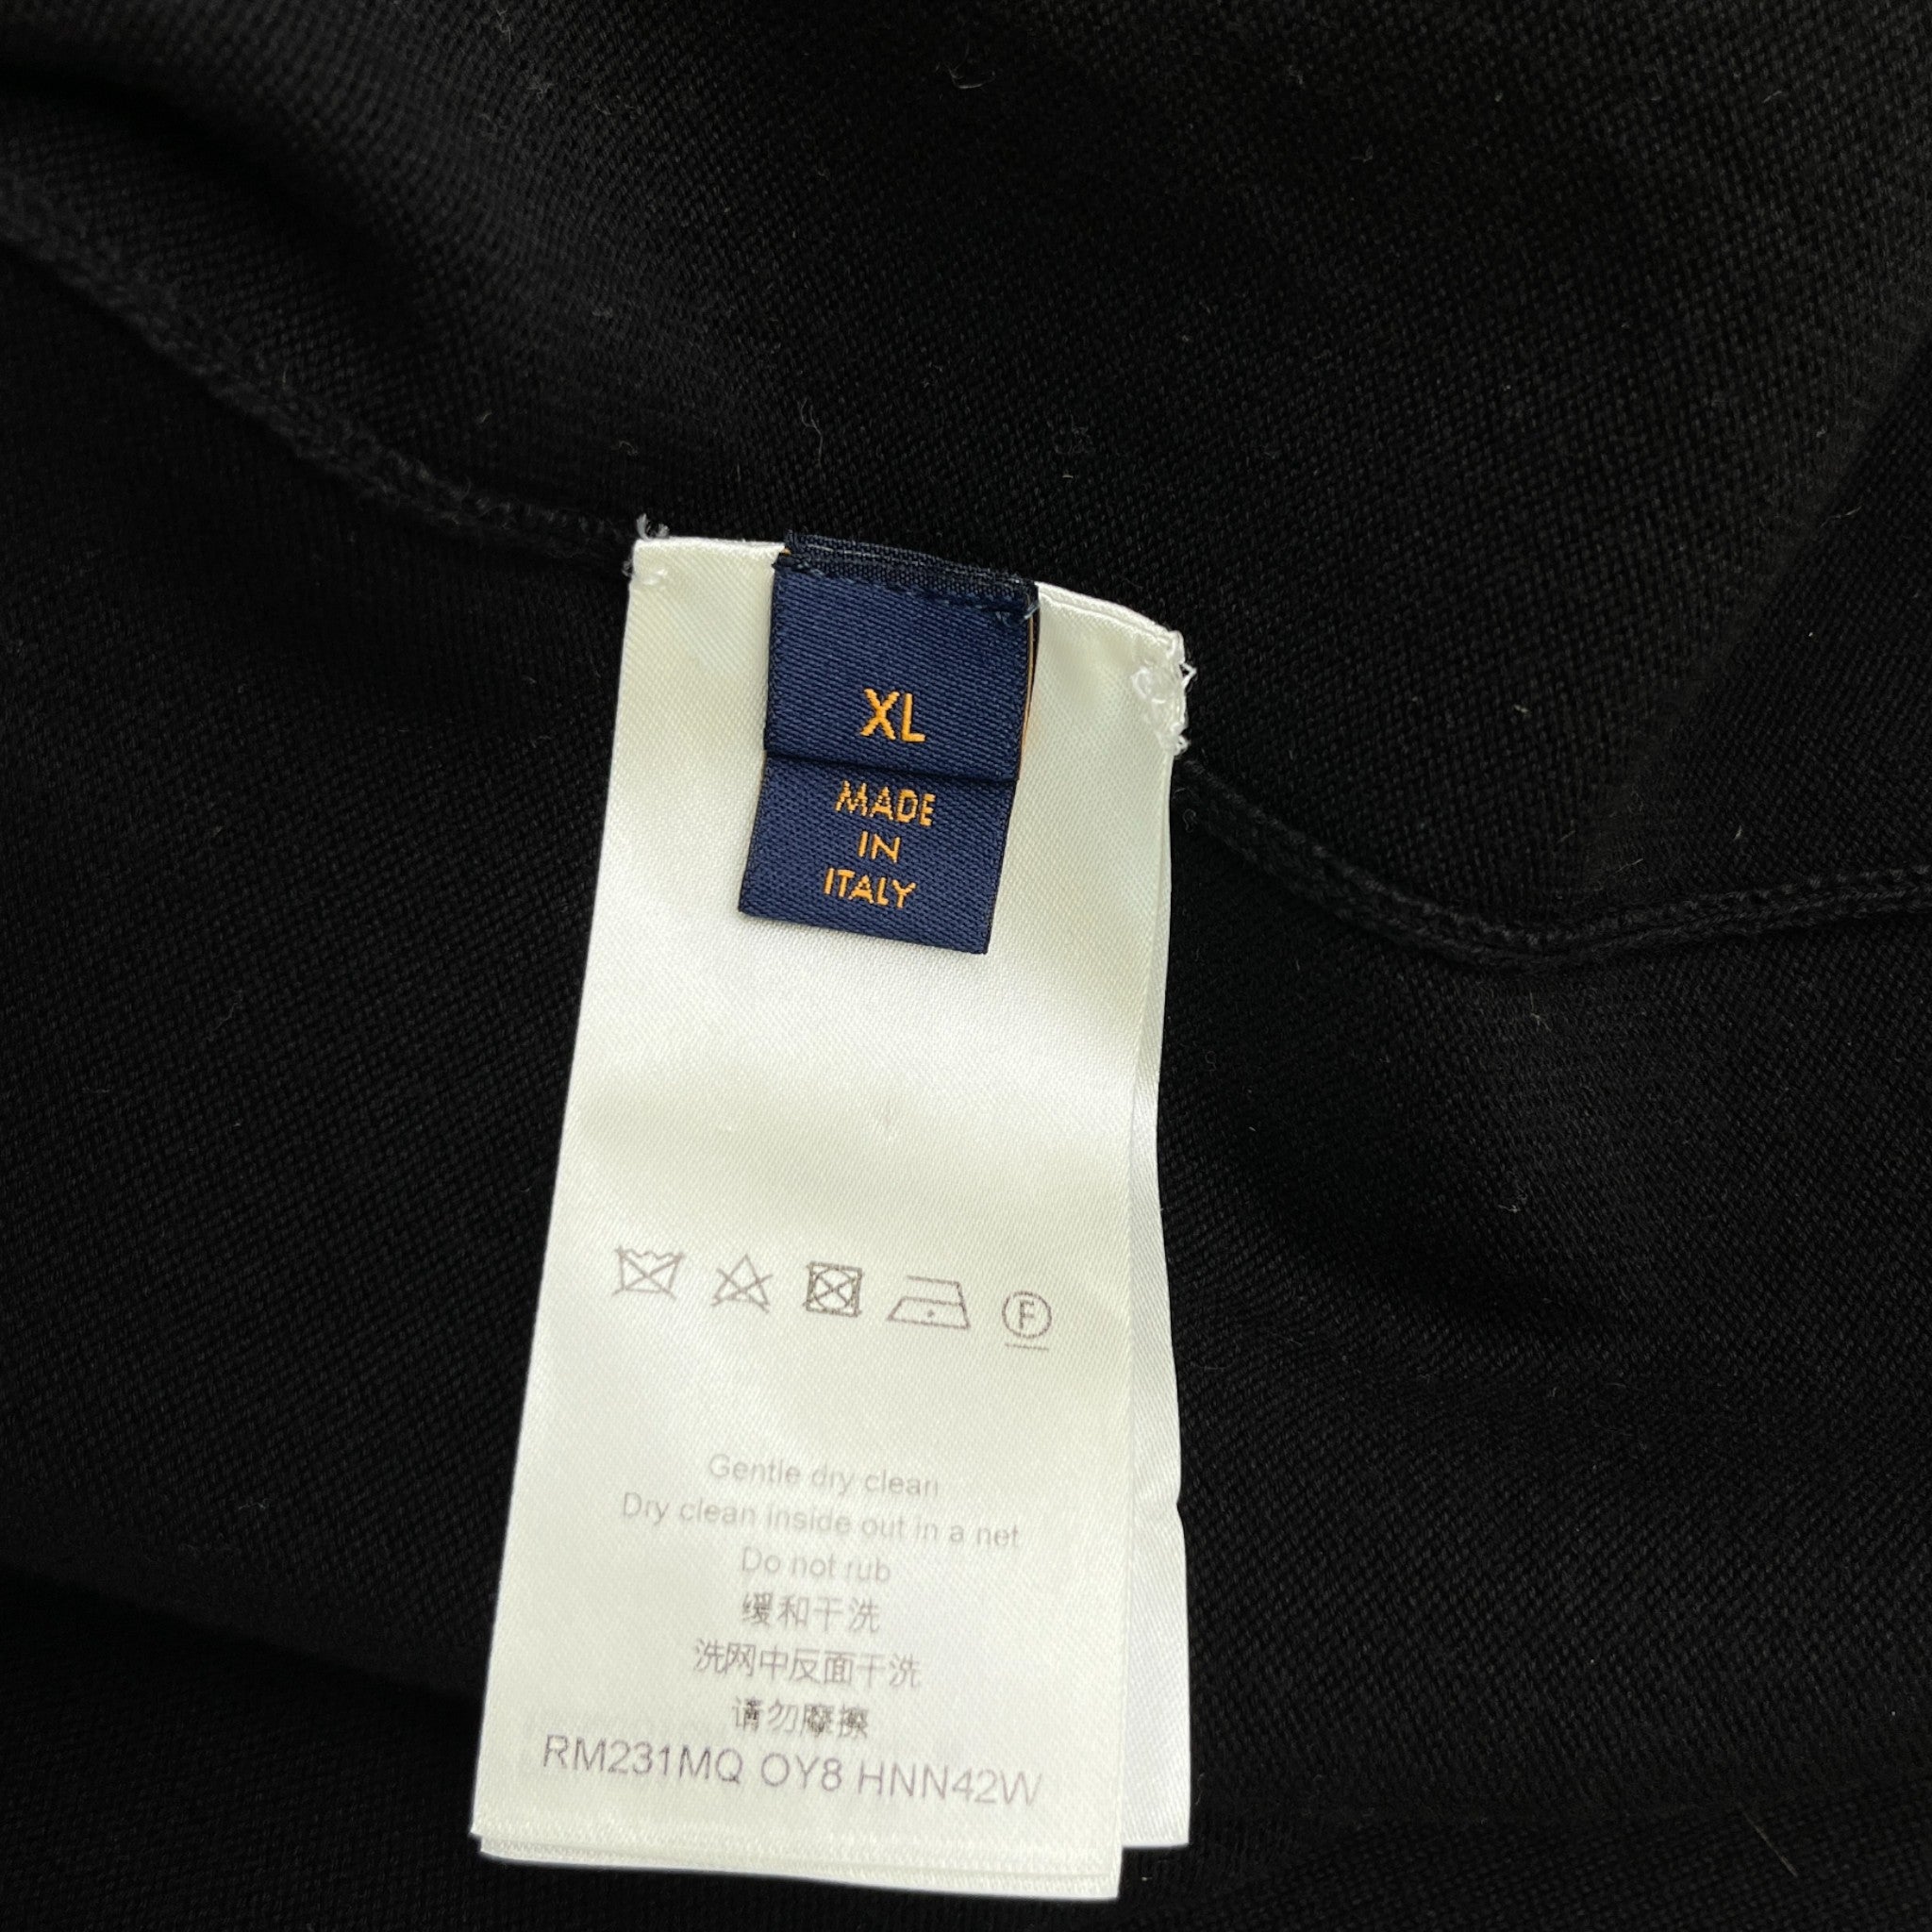 XL
MADE
IN
ITALY
F
Gentle dry clean
Dry clean inside out in a net
Do not rub
缓和干洗
洗网中反面干洗
请勿摩擦
RM231MQ OY8 HNN42W